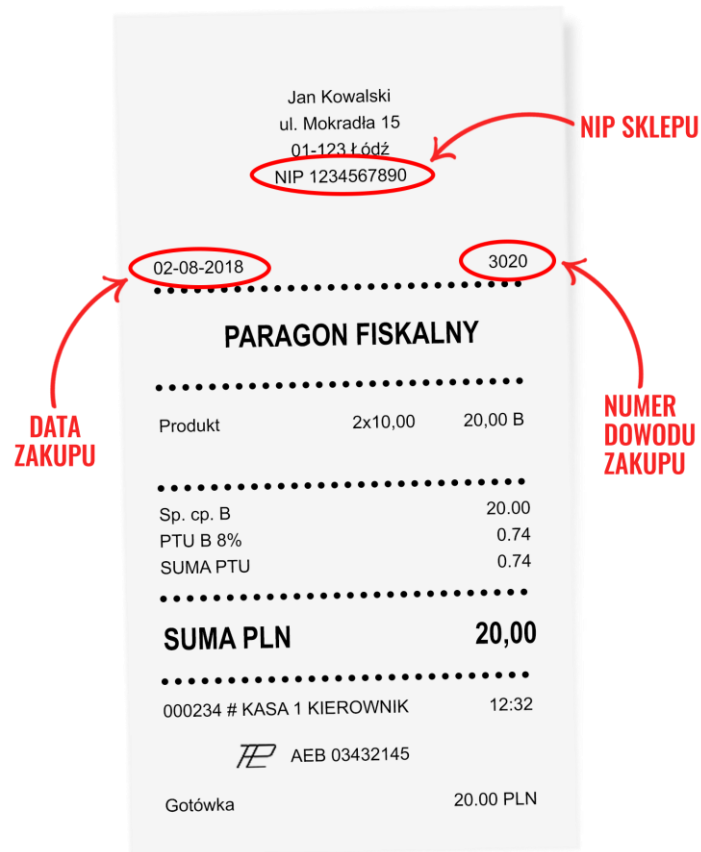 Jan Kowalski
ul. Mokradła 15
01-123 Łódź
NIP 1234567890
NIP SKLEPU
02-08-2018 3020
PARAGON FISKALNY
DATA
ZAKUPU
NUMER
DOWODU
ZAKUPU
Produkt 2x10,00 20,00 B
Sp. cp. B 20.00
PTU B 8% 0.74
SUMA PTU 0.74
SUMA PLN 20,00
000234 # KASA 1 KIEROWNIK 12:32
AEB 03432145
Gotówka 20.00 PLN